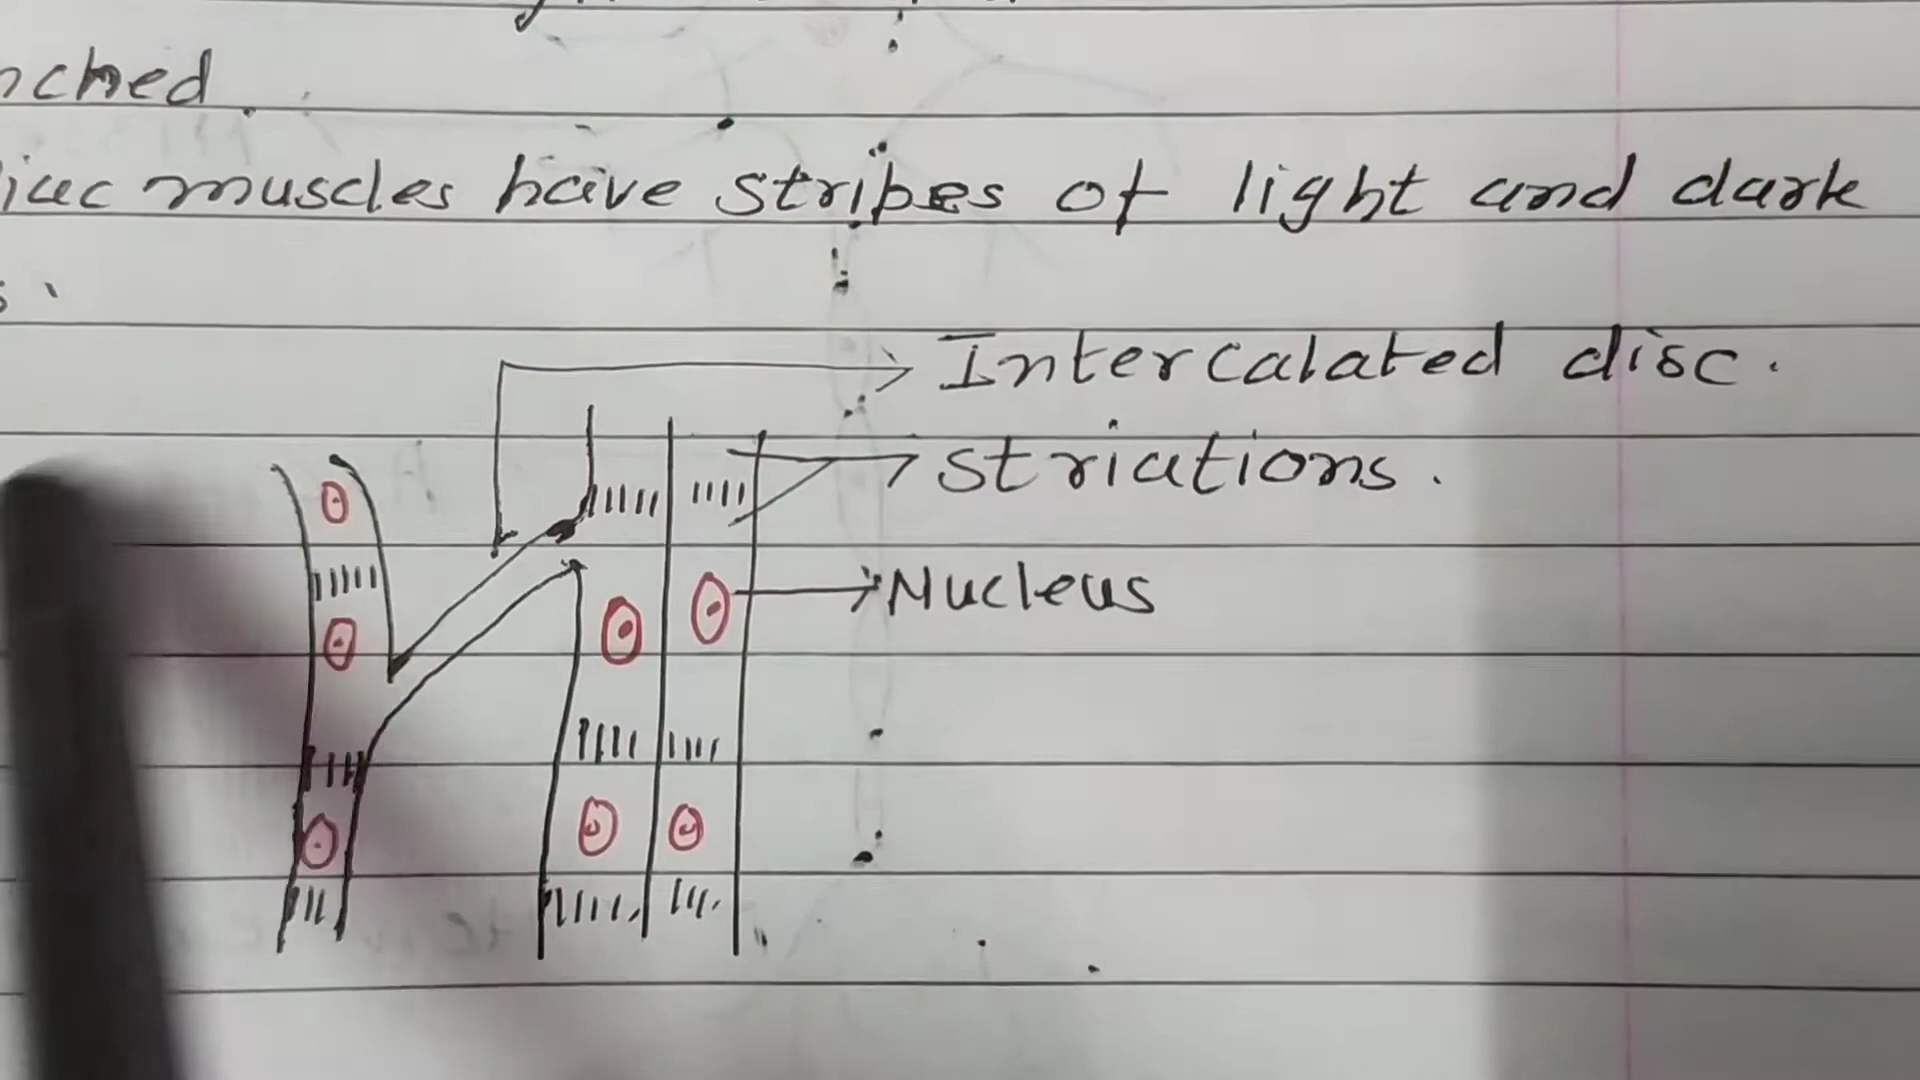 nched.
iac muscles have stripes of light and dark
s.
Intercalated disc.
Striations.
Nucleus